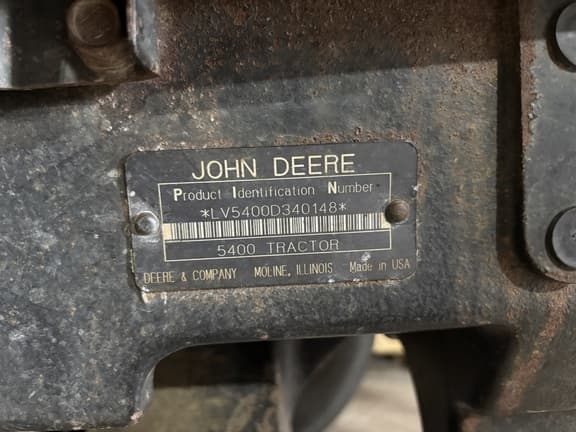 JOHN DEERE
Product Identification Number
*LV5400D340148*
5400 TRACTOR
DEERE & COMPANY MOLINE, ILLINOIS Made in USA